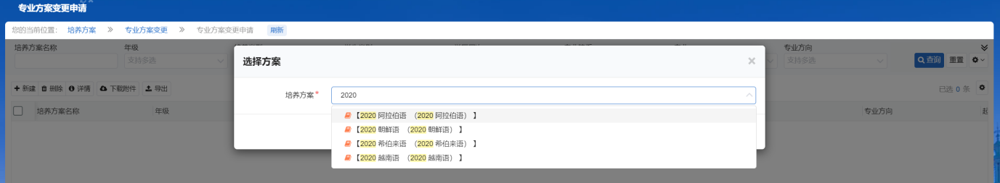 专业方案变更申请
您的当前位置： 培养方案 》 专业方案变更 》 专业方案变更申请 刷新
培养方案名称 年级 专业方向
支持多选 支持多选 查询 重置
选择方案 ×
新建 删除 详情 下载附件 导出 已选 0 条
培养方案* 2020
培养方案名称 年级 专业方向 起
【2020 阿拉伯语 （2020 阿拉伯语） 】
【2020 朝鲜语 （2020 朝鲜语） 】
【2020 希伯来语 （2020 希伯来语） 】
【2020 越南语 （2020 越南语） 】